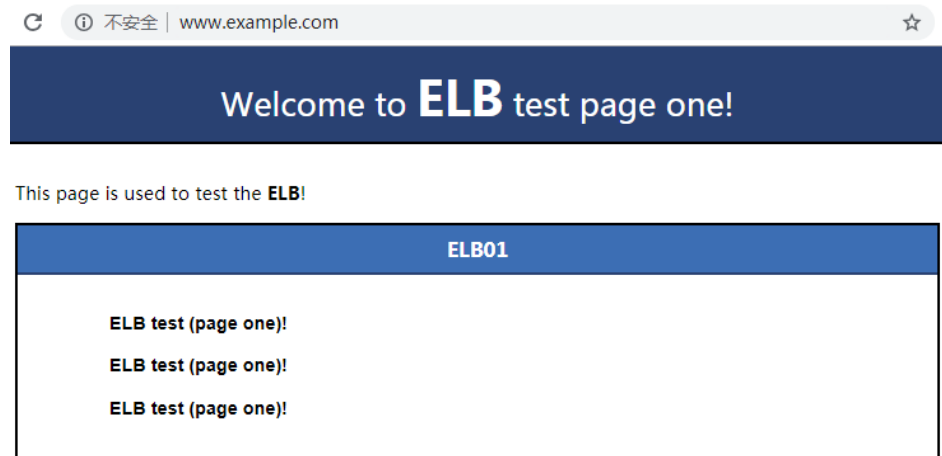 不安全 | www.example.com
Welcome to ELB test page one!
This page is used to test the ELB!
ELB01
ELB test (page one)!
ELB test (page one)!
ELB test (page one)!